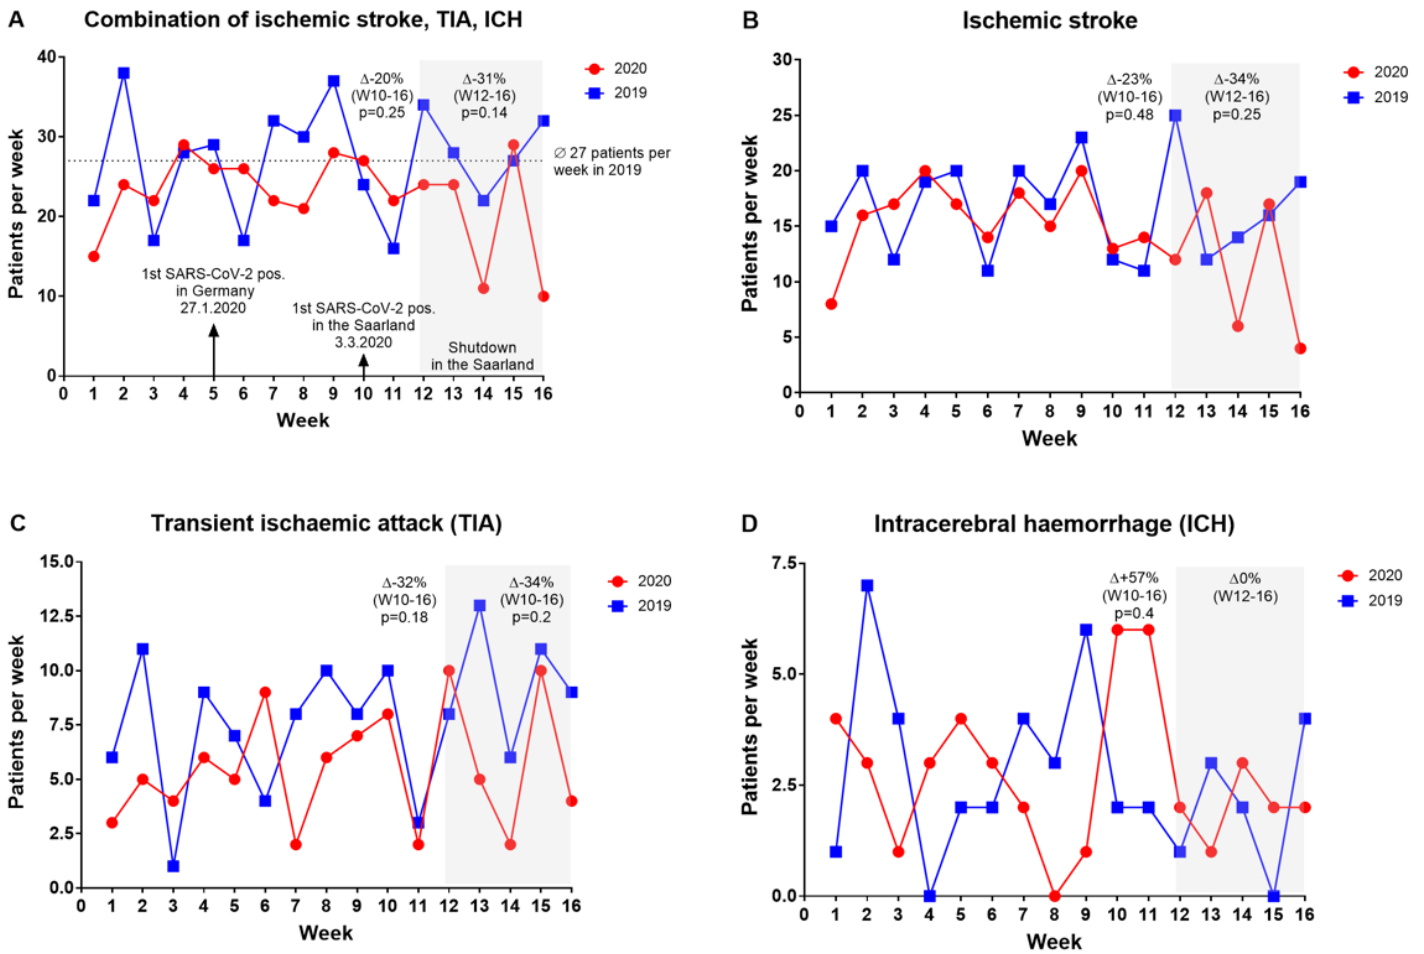 A
Combination of ischemic stroke, TIA, ICH
40
30
20
10
0
Patients per week
Δ-20%
(W10-16)
p=0.25
Δ-31%
(W12-16)
p=0.14
2020
2019
∅ 27 patients per
week in 2019
1st SARS-CoV-2 pos.
in Germany
27.1.2020
1st SARS-CoV-2 pos.
in the Saarland
3.3.2020
Shutdown
in the Saarland
0 1 2 3 4 5 6 7 8 9 10 11 12 13 14 15 16
Week
B
Ischemic stroke
30
25
20
15
10
5
0
Patients per week
Δ-23%
(W10-16)
p=0.48
Δ-34%
(W12-16)
p=0.25
2020
2019
0 1 2 3 4 5 6 7 8 9 10 11 12 13 14 15 16
Week
C
Transient ischaemic attack (TIA)
15.0
12.5
10.0
7.5
5.0
2.5
0.0
Patients per week
Δ-32%
(W10-16)
p=0.18
Δ-34%
(W10-16)
p=0.2
2020
2019
0 1 2 3 4 5 6 7 8 9 10 11 12 13 14 15 16
Week
D
Intracerebral haemorrhage (ICH)
7.5
5.0
2.5
0.0
Patients per week
Δ+57%
(W10-16)
p=0.4
Δ0%
(W12-16)
2020
2019
0 1 2 3 4 5 6 7 8 9 10 11 12 13 14 15 16
Week